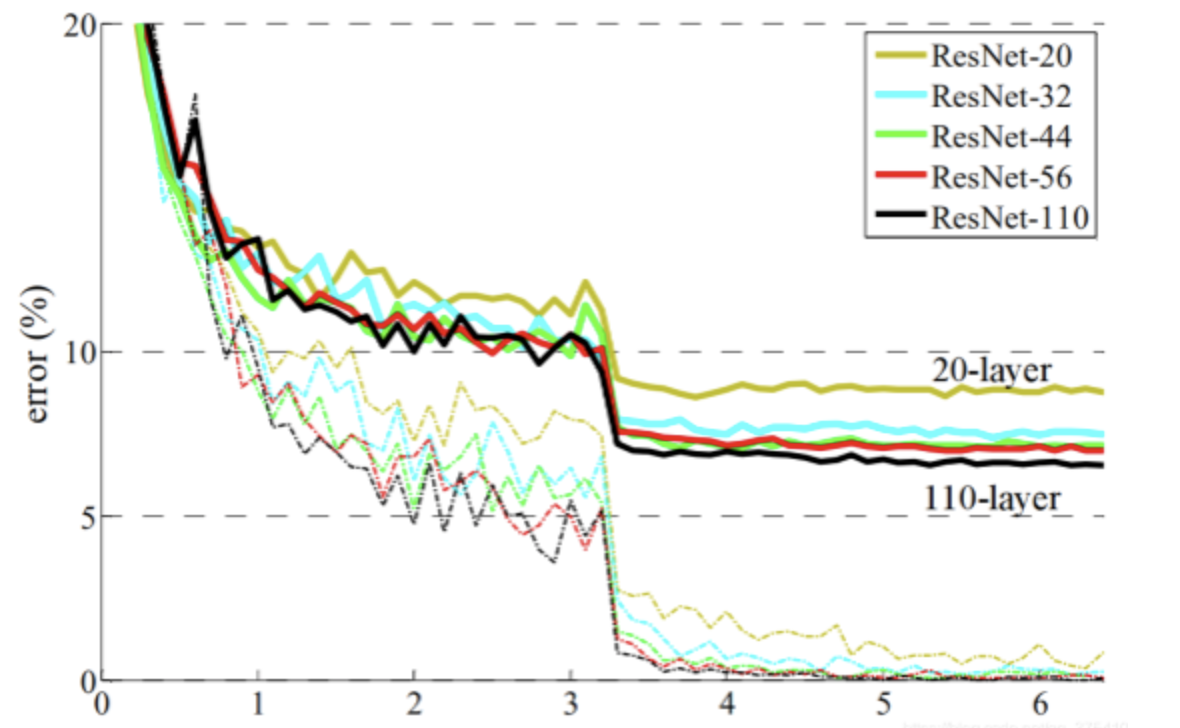 20
ResNet-20
ResNet-32
ResNet-44
ResNet-56
ResNet-110
error (%)
10
20-layer
110-layer
5
0
0 1 2 3 4 5 6